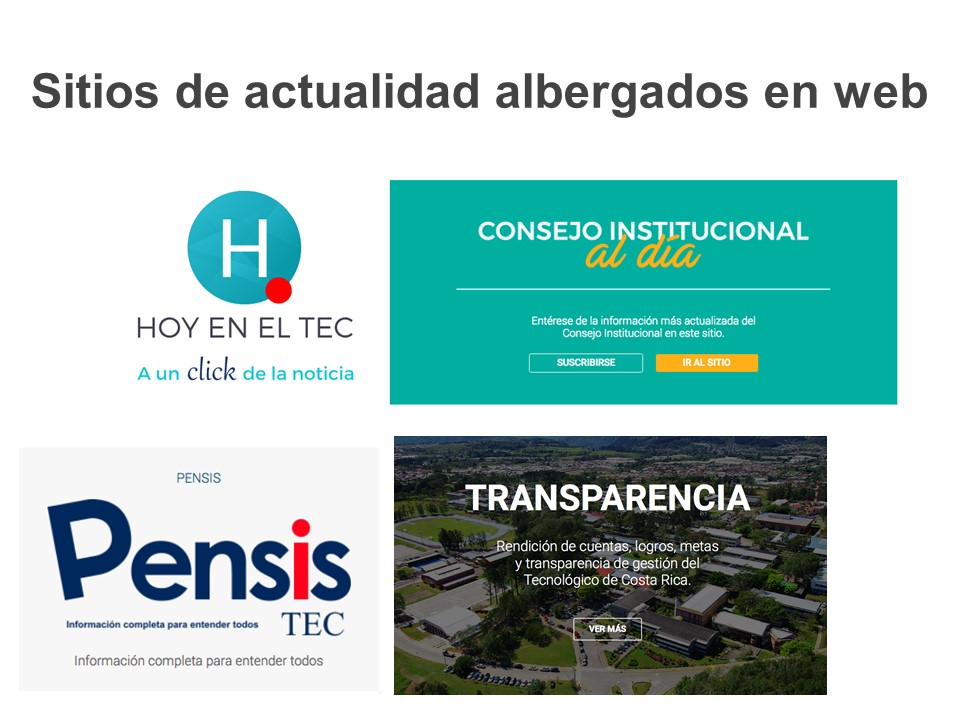 Sitios de actualidad albergados en web
H
HOY EN EL TEC
A un click de la noticia
CONSEJO INSTITUCIONAL
al día
Entérese de la información más actualizada del
Consejo Institucional en este sitio.
SUSCRIBIRSE
IR AL SITIO
PENSIS
Pensis
Información completa para entender todos
TEC
Información completa para entender todos
TRANSPARENCIA
Rendición de cuentas, logros, metas
y transparencia de gestión del
Tecnológico de Costa Rica.
VER MÁS